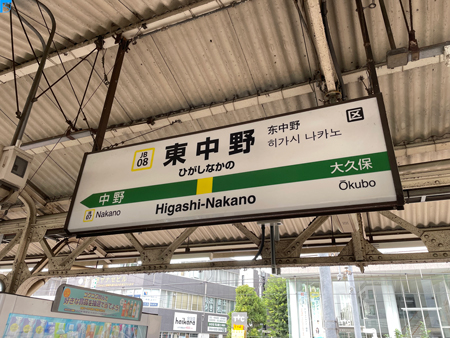 JB
08
東中野
东中野
히가시 나카노
区
ひがしなかの
中野
大久保
JB
07
Nakano
Higashi-Nakano
Ōkubo